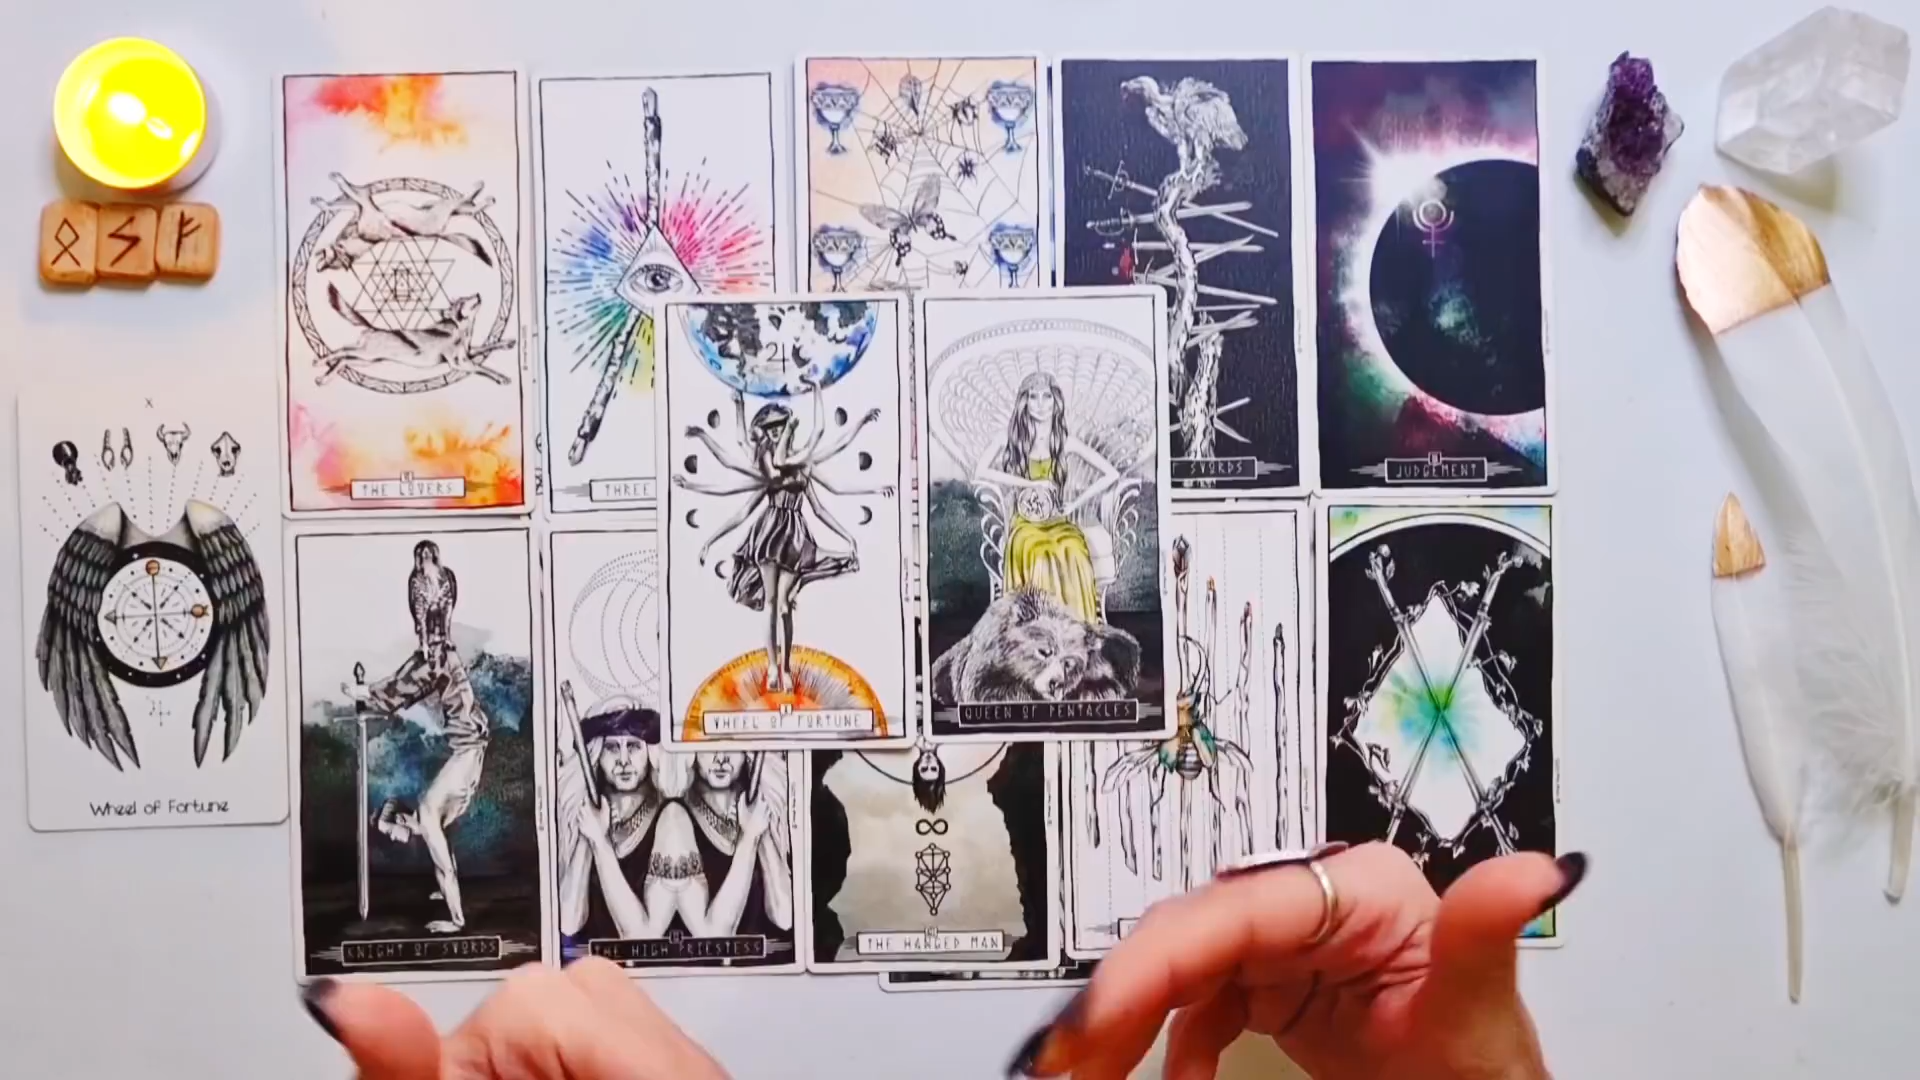 THE LOVERS
THREE
F SWORDS
JUDGEMENT
X
Wheel of Fortune
WHEEL OF FORTUNE
QUEEN OF PENTACLES
KNIGHT OF SWORDS
THE HIGH PRIESTESS
THE HANGED MAN